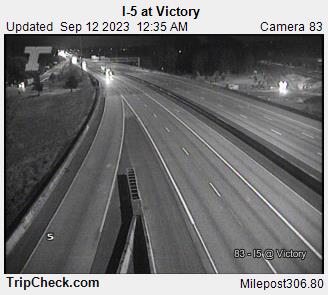 I-5 at Victory
Updated Sep 12 2023 12:35 AM Camera 83
S
83 - I5 @ Victory
TripCheck.com Milepost306.80